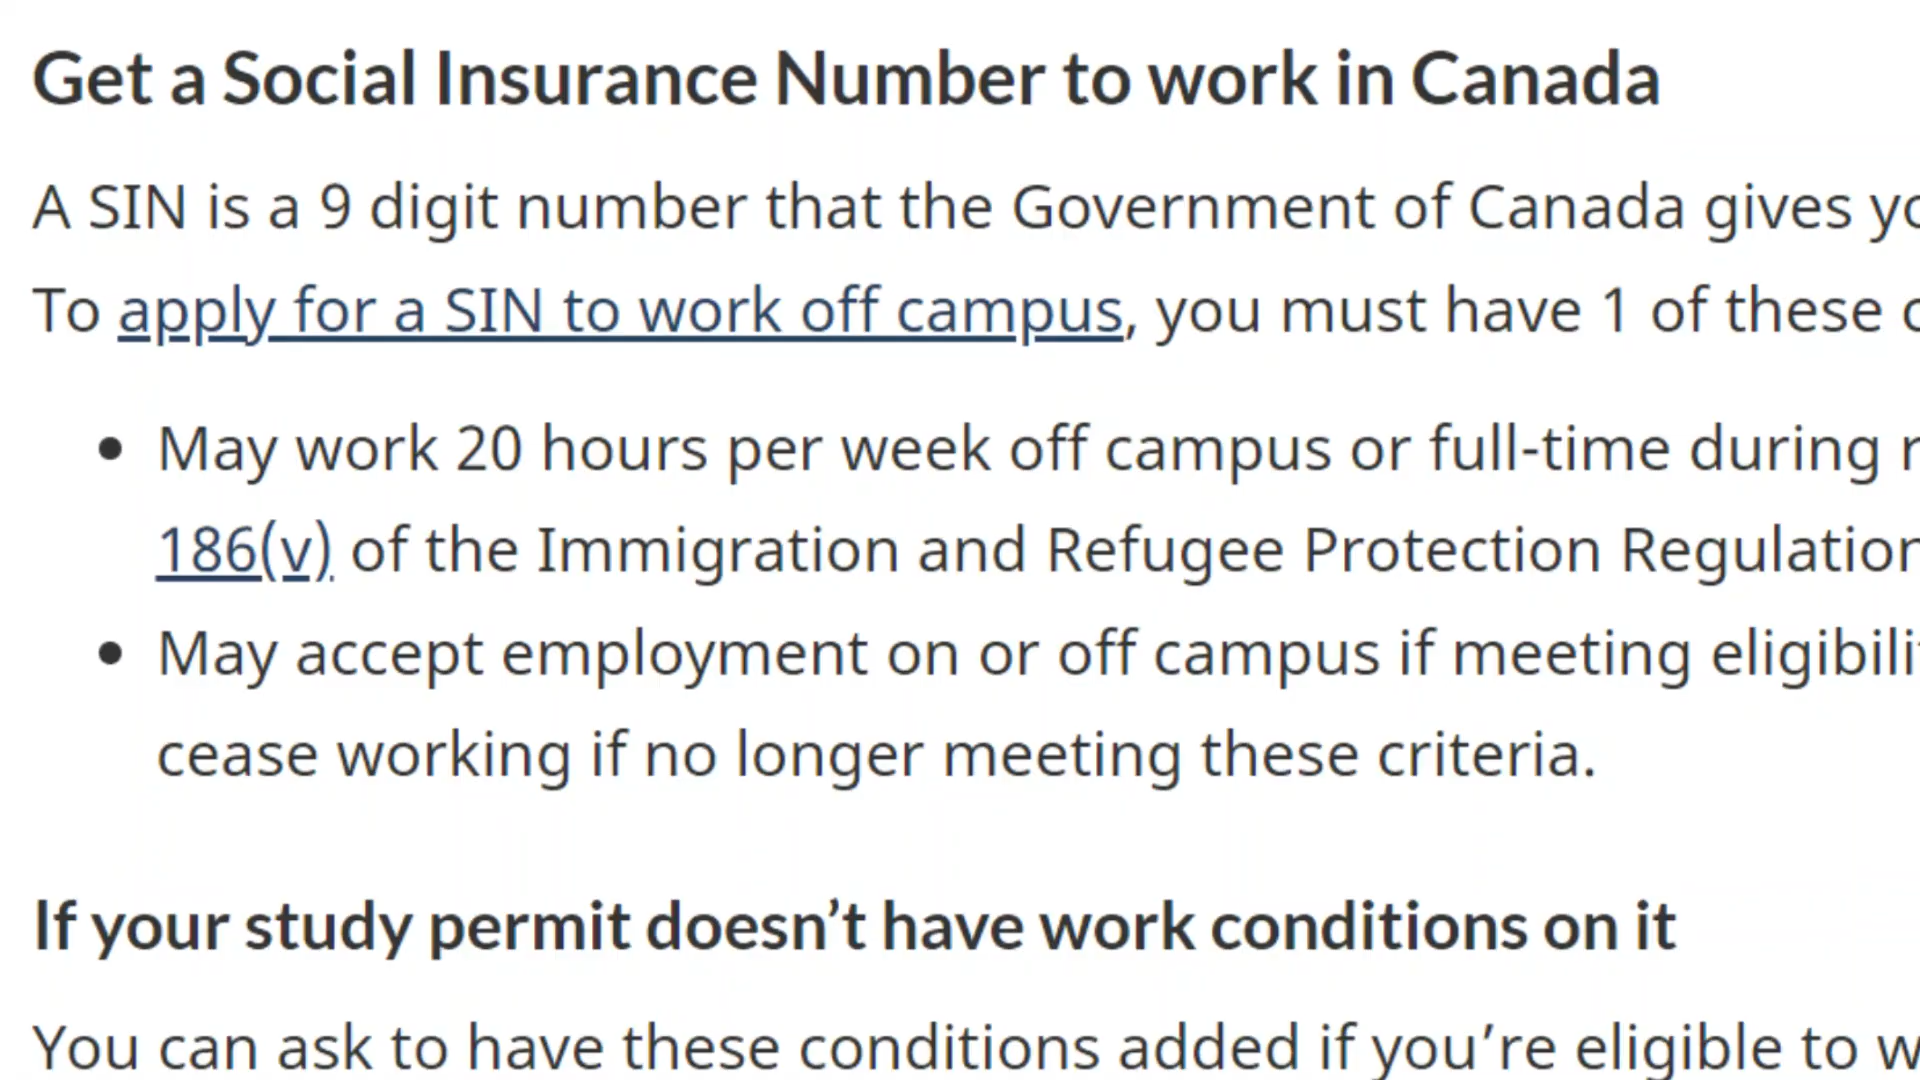 Get a Social Insurance Number to work in Canada
A SIN is a 9 digit number that the Government of Canada gives
To apply for a SIN to work off campus, you must have 1 of these
May work 20 hours per week off campus or full-time during
186(v) of the Immigration and Refugee Protection
May accept employment on or off campus if meeting
cease working if no longer meeting these criteria.
If your study permit doesn’t have work conditions on it
You can ask to have these conditions added if you’re eligible to